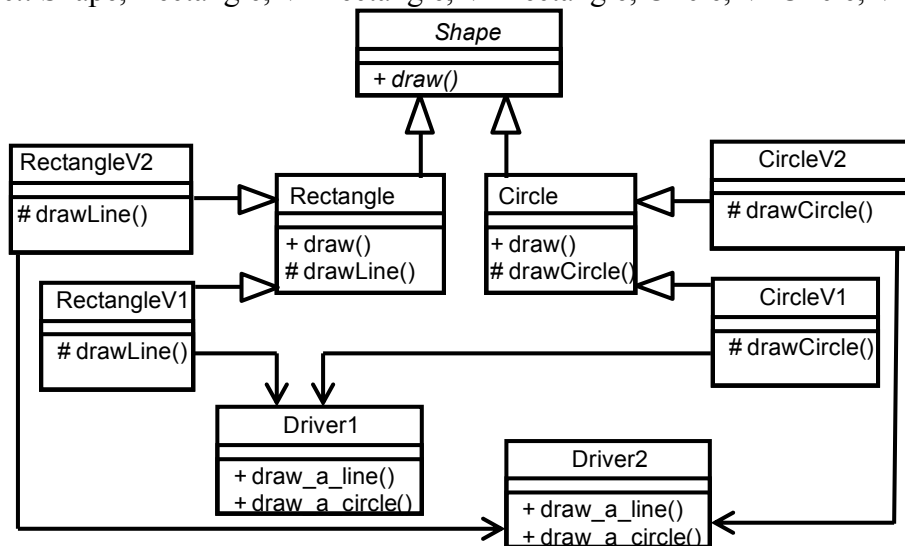 Shape
+ draw()
RectangleV2
# drawLine()
Rectangle
+ draw()
# drawLine()
Circle
+ draw()
# drawCircle()
CircleV2
# drawCircle()
RectangleV1
# drawLine()
CircleV1
# drawCircle()
Driver1
+ draw_a_line()
+ draw_a_circle()
Driver2
+ draw_a_line()
+ draw_a_circle()